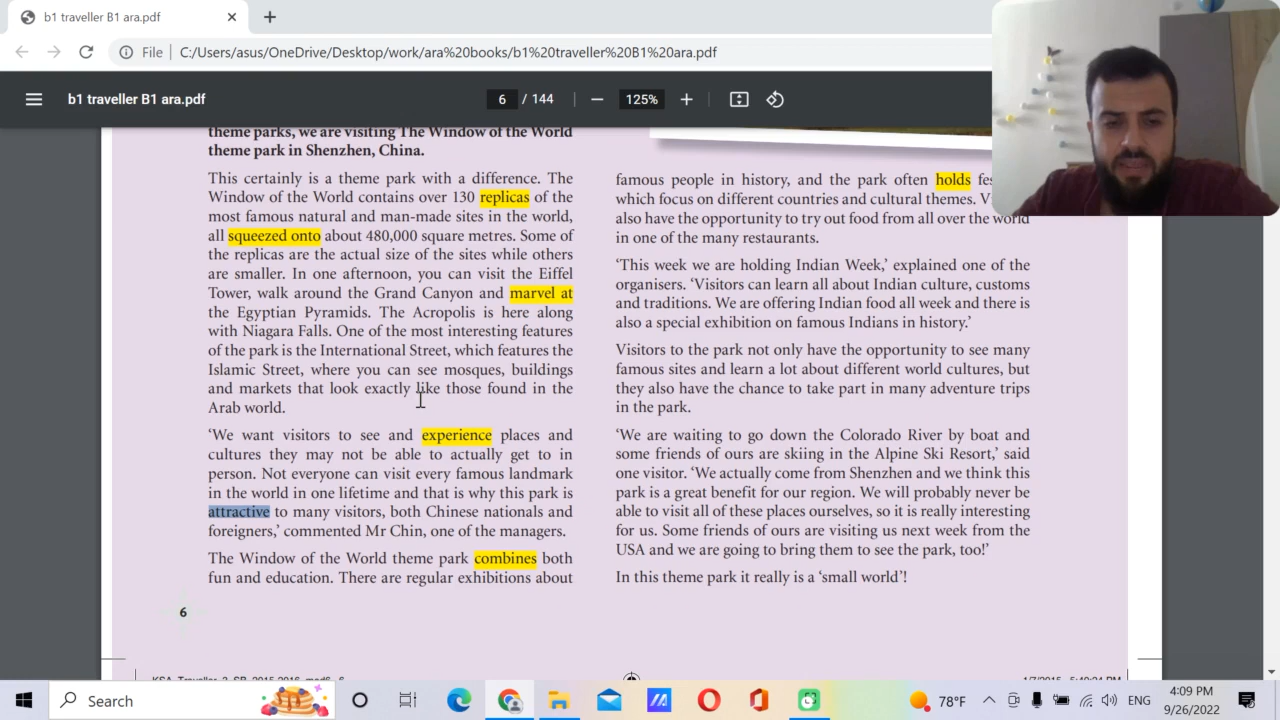 b1 traveller B1 ara.pdf
File
C:/Users/asus/OneDrive/Desktop/work/ara%20books/b1%20traveller%20B1%20ara.pdf
b1 traveller B1 ara.pdf
6 / 144
125%
theme parks, we are visiting The Window of the World
theme park in Shenzhen, China.
This certainly is a theme park with a difference. The
Window of the World contains over 130 replicas of the
most famous natural and man-made sites in the world,
all squeezed onto about 480,000 square metres. Some of
the replicas are the actual size of the sites while others
are smaller. In one afternoon, you can visit the Eiffel
Tower, walk around the Grand Canyon and marvel at
the Egyptian Pyramids. The Acropolis is here along
with Niagara Falls. One of the most interesting features
of the park is the International Street, which features the
Islamic Street, where you can see mosques, buildings
and markets that look exactly like those found in the
Arab world.
‘We want visitors to see and experience places and
cultures they may not be able to actually get to in
person. Not everyone can visit every famous landmark
in the world in one lifetime and that is why this park is
attractive to many visitors, both Chinese nationals and
foreigners,’ commented Mr Chin, one of the managers.
The Window of the World theme park combines both
fun and education. There are regular exhibitions about
6
famous people in history, and the park often holds
which focus on different countries and cultural themes.
also have the opportunity to try out food from all over the world
in one of the many restaurants.
‘This week we are holding Indian Week,’ explained one of the
organisers. ‘Visitors can learn all about Indian culture, customs
and traditions. We are offering Indian food all week and there is
also a special exhibition on famous Indians in history.’
Visitors to the park not only have the opportunity to see many
famous sites and learn a lot about different world cultures, but
they also have the chance to take part in many adventure trips
in the park.
‘We are waiting to go down the Colorado River by boat and
some friends of ours are skiing in the Alpine Ski Resort,’ said
one visitor. ‘We actually come from Shenzhen and we think this
park is a great benefit for our region. We will probably never be
able to visit all of these places ourselves, so it is really interesting
for us. Some friends of ours are visiting us next week from the
USA and we are going to bring them to see the park, too!’
In this theme park it really is a ‘small world’!
Search
78°F
ENG
4:09 PM
9/26/2022